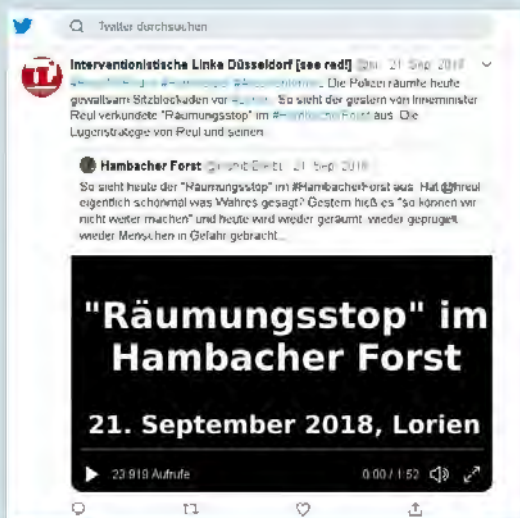 Twitter durchsuchen
Interventionistische Linke Düsseldorf [see red!] 21. Sep. 2018
Die Polizei räumte heute
gewaltsam Sitzblockaden vor So sieht der gestern von Inneminister
Reul verkündete "Räumungsstop" im aus. Die
Lügenstrategie von Reul und seinen
Hambacher Forst 21. Sep. 2018
So sieht heute der "Räumungsstop" im #HambacherForst aus. Hat @hreul
eigentlich schonmal was Wahres gesagt? Gestern hieß es "so können wir
nicht weiter machen" und heute wird wieder geräumt, wieder geprügelt,
wieder Menschen in Gefahr gebracht...
"Räumungsstop" im
Hambacher Forst
21. September 2018, Lorien
23.919 Aufrufe 0:00 / 1:52